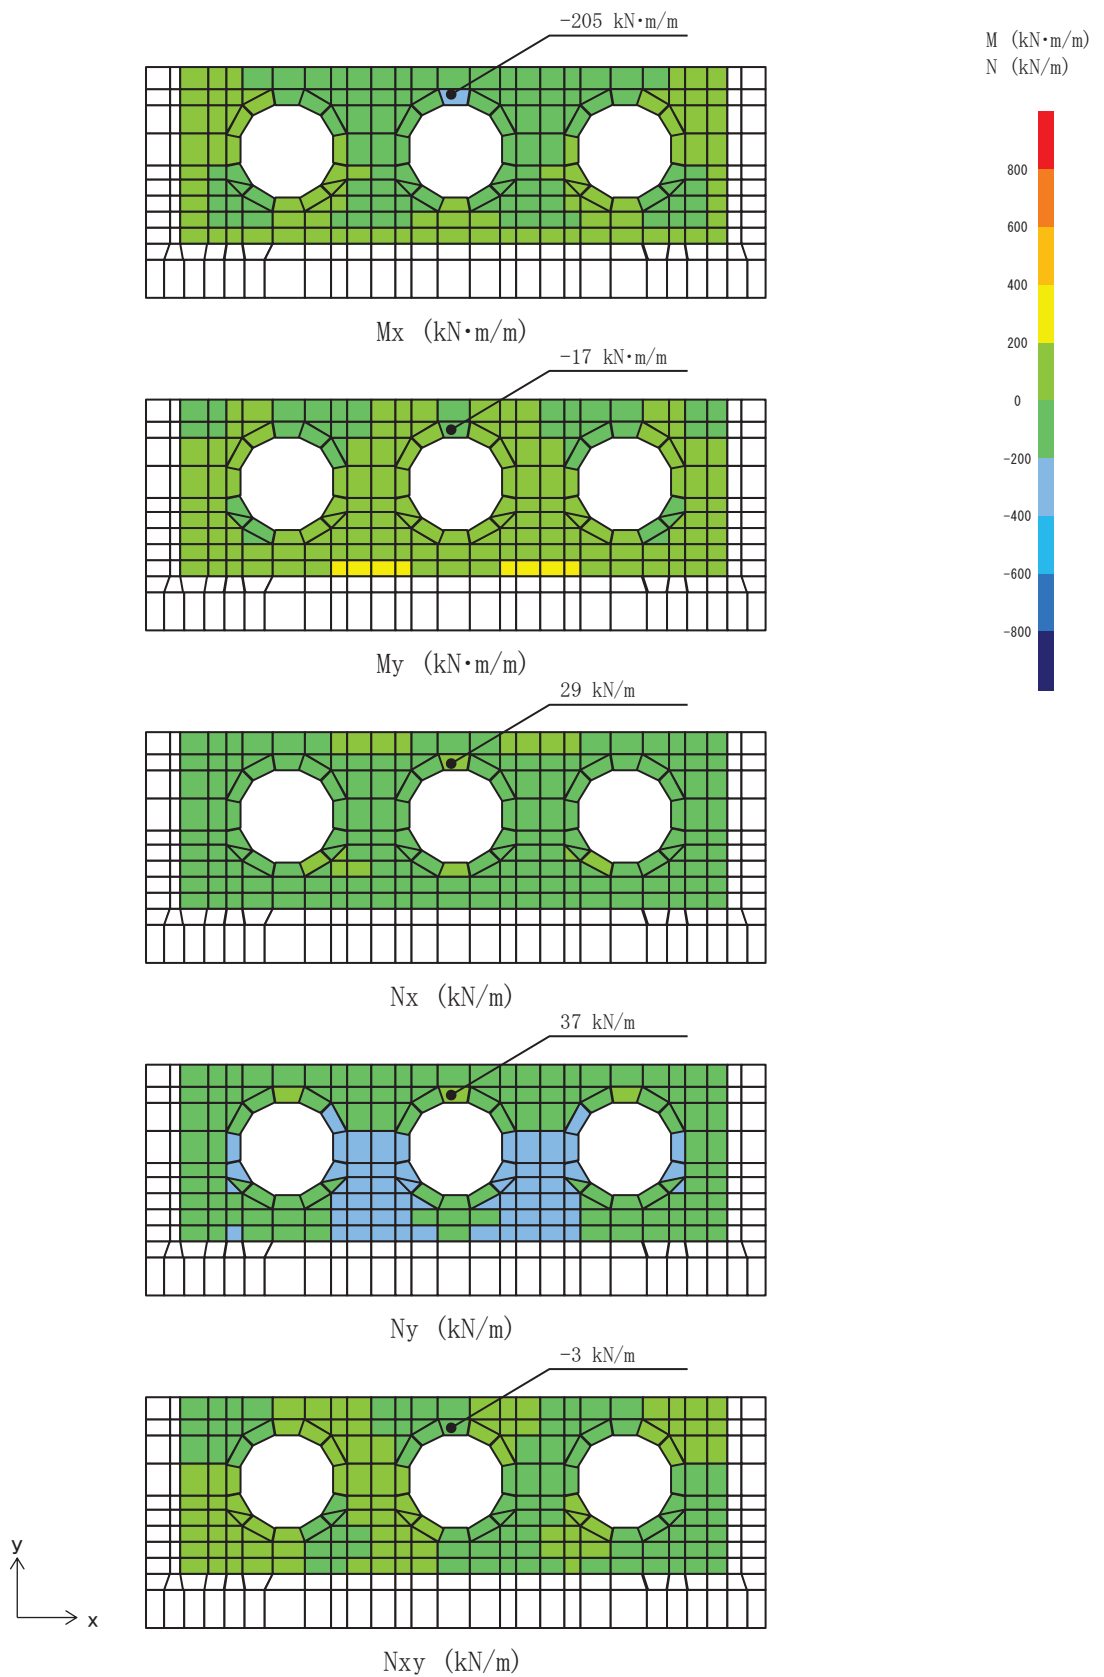 -205 kN・m/m
M (kN・m/m)
N (kN/m)
800
600
400
200
0
-200
-400
-600
-800
Mx (kN・m/m)
-17 kN・m/m
My (kN・m/m)
29 kN/m
Nx (kN/m)
37 kN/m
Ny (kN/m)
-3 kN/m
y
x
Nxy (kN/m)